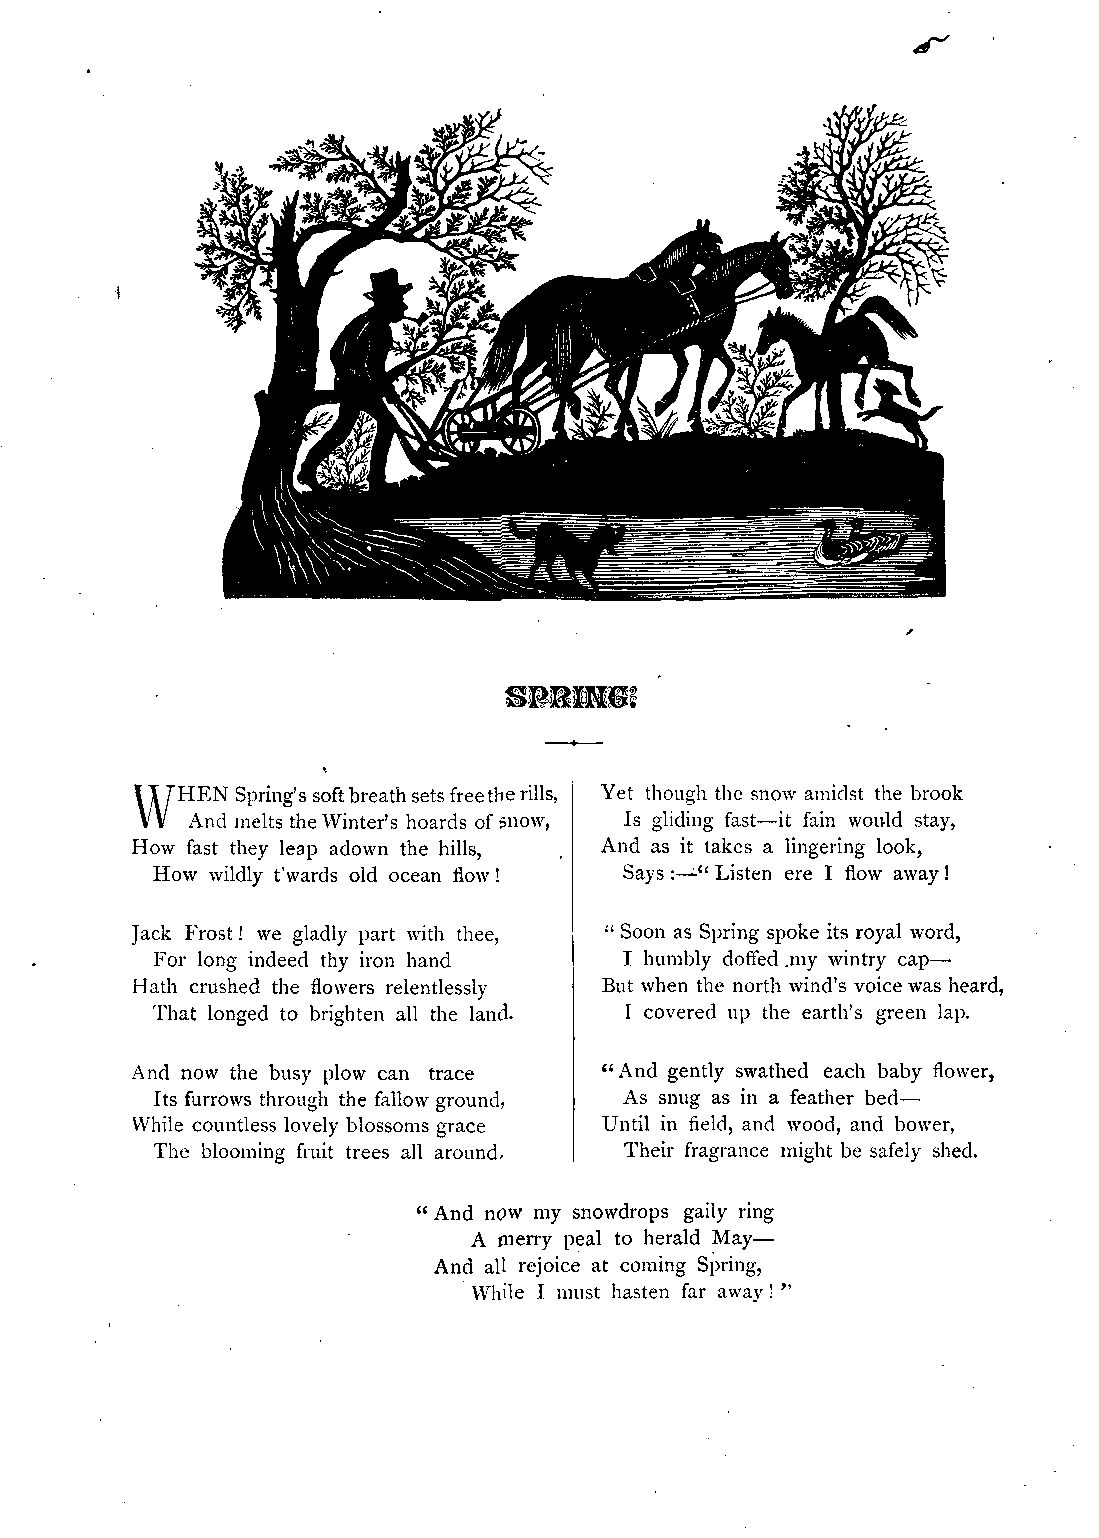 SPRING.
WHEN Spring's soft breath sets free the rills,
And melts the Winter's hoards of snow,
How fast they leap adown the hills,
How wildly t'wards old ocean flow!
Jack Frost! we gladly part with thee,
For long indeed thy iron hand
Hath crushed the flowers relentlessly
That longed to brighten all the land.
And now the busy plow can trace
Its furrows through the fallow ground,
While countless lovely blossoms grace
The blooming fruit trees all around.
Yet though the snow amidst the brook
Is gliding fast—it fain would stay,
And as it takes a lingering look,
Says:—"Listen ere I flow away!
"Soon as Spring spoke its royal word,
I humbly doffed my wintry cap—
But when the north wind's voice was heard,
I covered up the earth's green lap.
"And gently swathed each baby flower,
As snug as in a feather bed—
Until in field, and wood, and bower,
Their fragrance might be safely shed.
"And now my snowdrops gaily ring
A merry peal to herald May—
And all rejoice at coming Spring,
While I must hasten far away!"